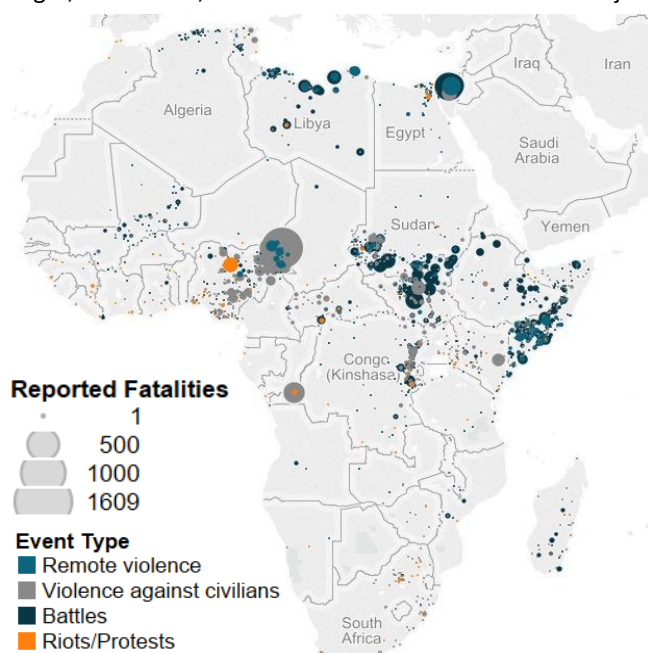 Iraq
Iran
Algeria
Libya
Egypt
Saudi
Arabia
Sudan
Yemen
Congo
(Kinshasa)
Reported Fatalities
1
500
1000
1609
Event Type
Remote violence
Violence against civilians
Battles
Riots/Protests
South
Africa